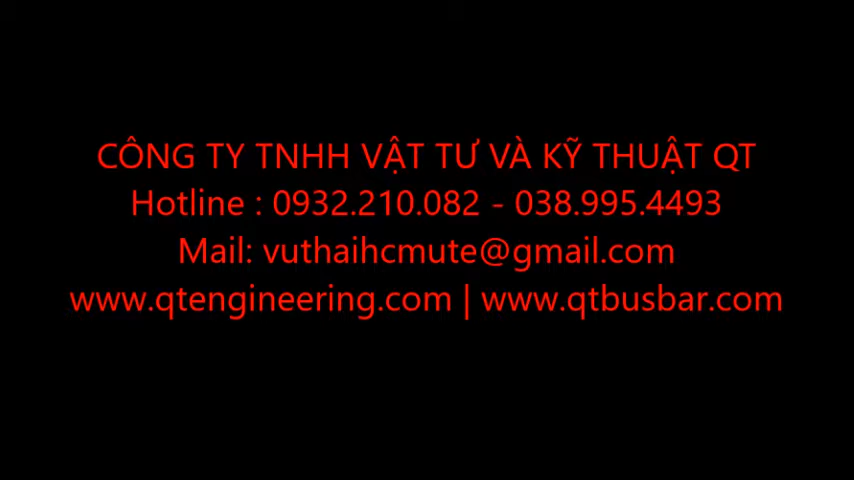 CÔNG TY TNHH VẬT TƯ VÀ KỸ THUẬT QT
Hotline : 0932.210.082 - 038.995.4493
Mail: vuthaihcmute@gmail.com
www.qtengineering.com | www.qtbusbar.com